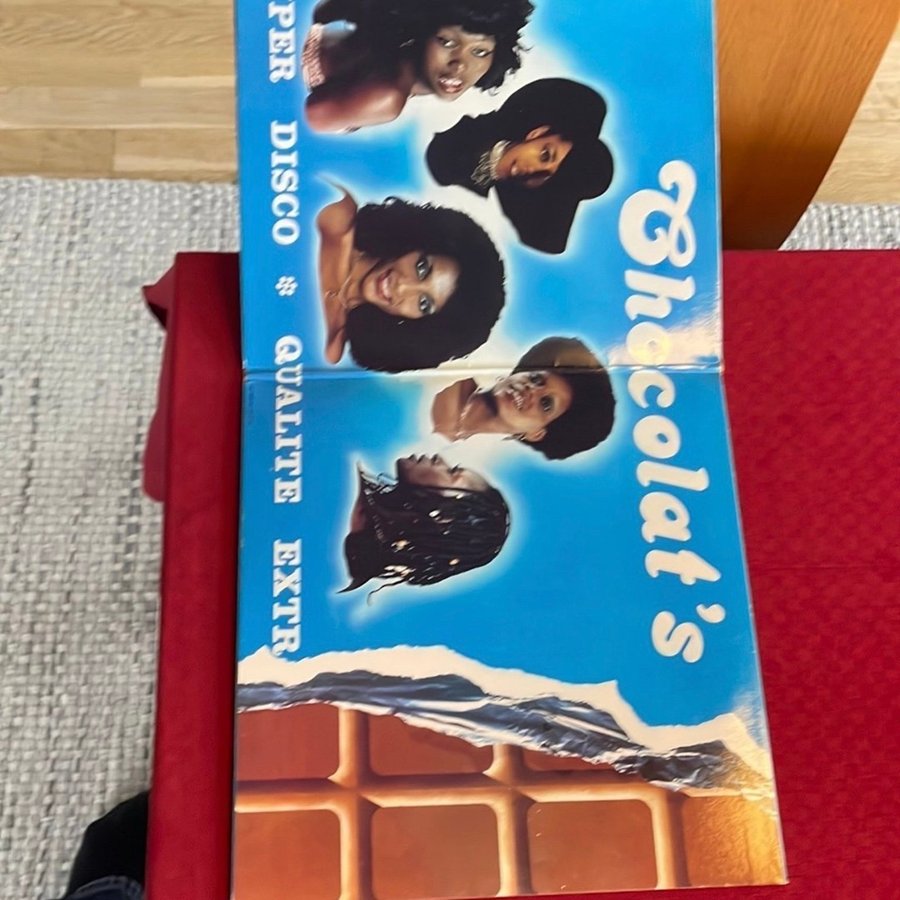 Chocolat's
PER DISCO * QUALITE EXTR